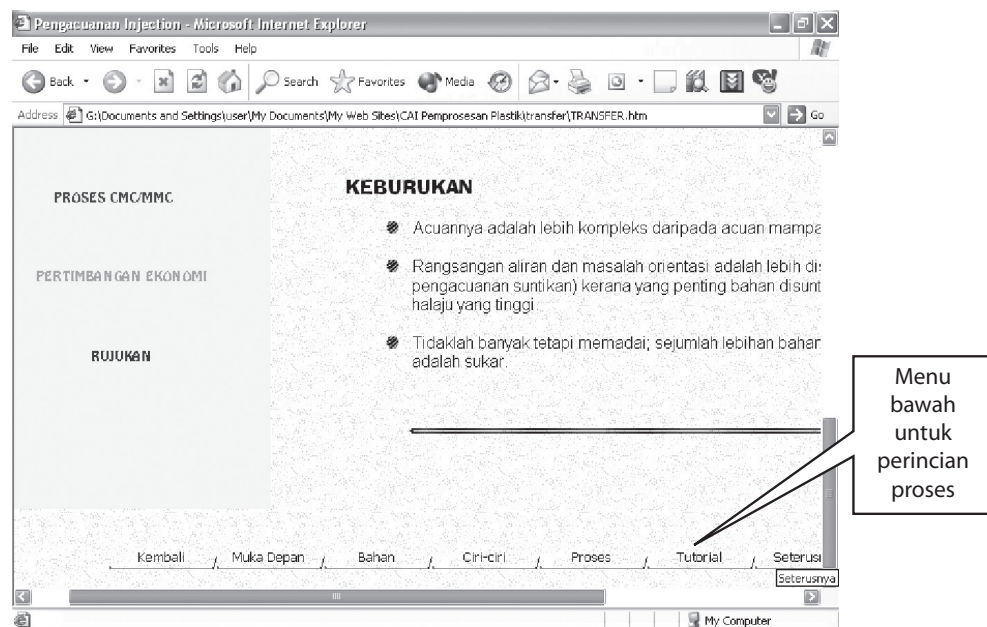 Pengacuanan Injection - Microsoft Internet Explorer
File Edit View Favorites Tools Help
Back Search Favorites Media
Address G:\Documents and Settings\user\My Documents\My Web Sites\CAI Pemprosesan Plastik\transfer\TRANSFER.htm Go
PROSES CMC/MMC
PERTIMBANGAN EKONOMI
RUJUKAN
KEBURUKAN
Acuannya adalah lebih kompleks daripada acuan mampa
Rangsangan aliran dan masalah orientasi adalah lebih
pengacuanan suntikan) kerana yang penting bahan disunt
halaju yang tinggi.
Tidaklah banyak tetapi memadai; sejumlah lebihan bahan
adalah sukar.
Menu
bawah
untuk
perincian
proses
Kembali Muka Depan Bahan Ciri-ciri Proses Tutorial
Seterusnya
My Computer